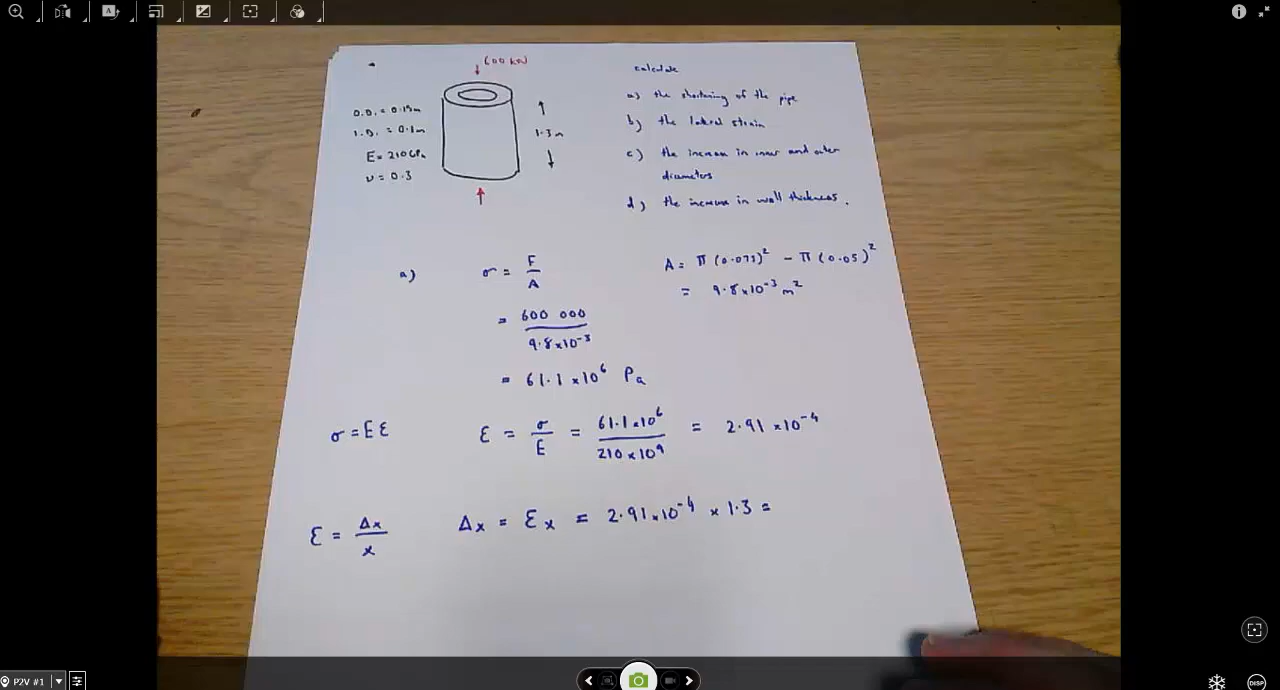 600 kN
O.D. = 0.15m
I.D. = 0.1m
E = 210 GPa
ν = 0.3
1.3 m
calculate
a) the shortening of the pipe
b) the lateral strain
c) the increase in inner and outer
diameters
d) the increase in wall thickness.
a) σ = F/A
A = π (0.075)² - π (0.05)²
= 9.8×10⁻³ m²
= 600 000 / 9.8×10⁻³
= 61.1 ×10⁶ Pa
σ = E ε
ε = σ/E = 61.1×10⁶ / 210×10⁹ = 2.91 ×10⁻⁴
ε = Δx/x
Δx = εx = 2.91×10⁻⁴ × 1.3 =
P2V #1
DISP